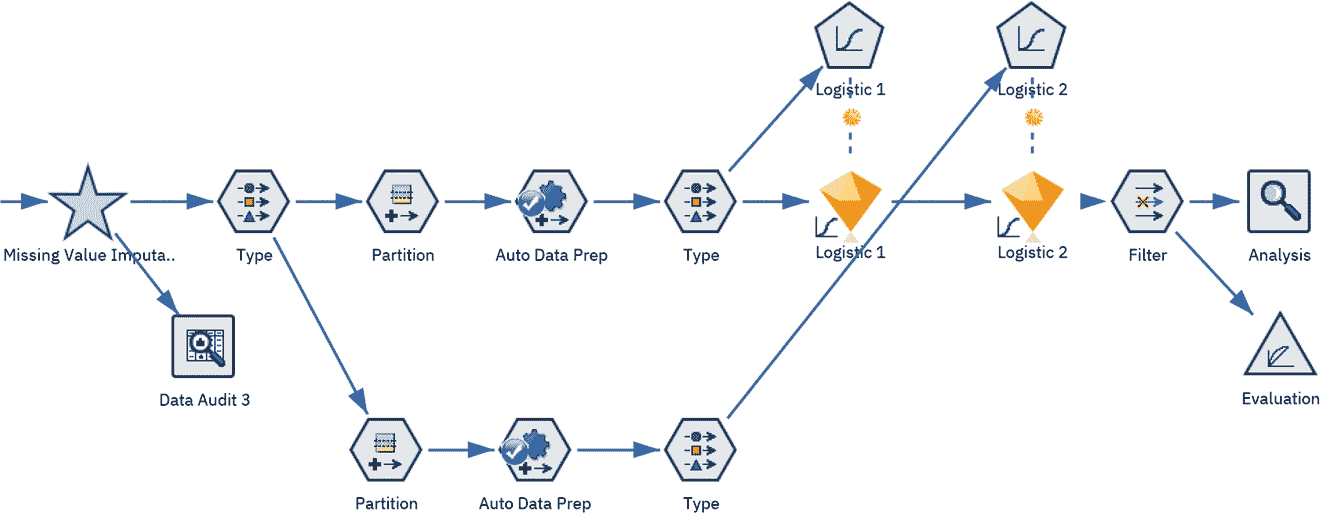 Logistic 1
Logistic 2
Missing Value Imputa..
Type
Partition
Auto Data Prep
Type
Logistic 1
Logistic 2
Filter
Analysis
Data Audit 3
Evaluation
Partition
Auto Data Prep
Type